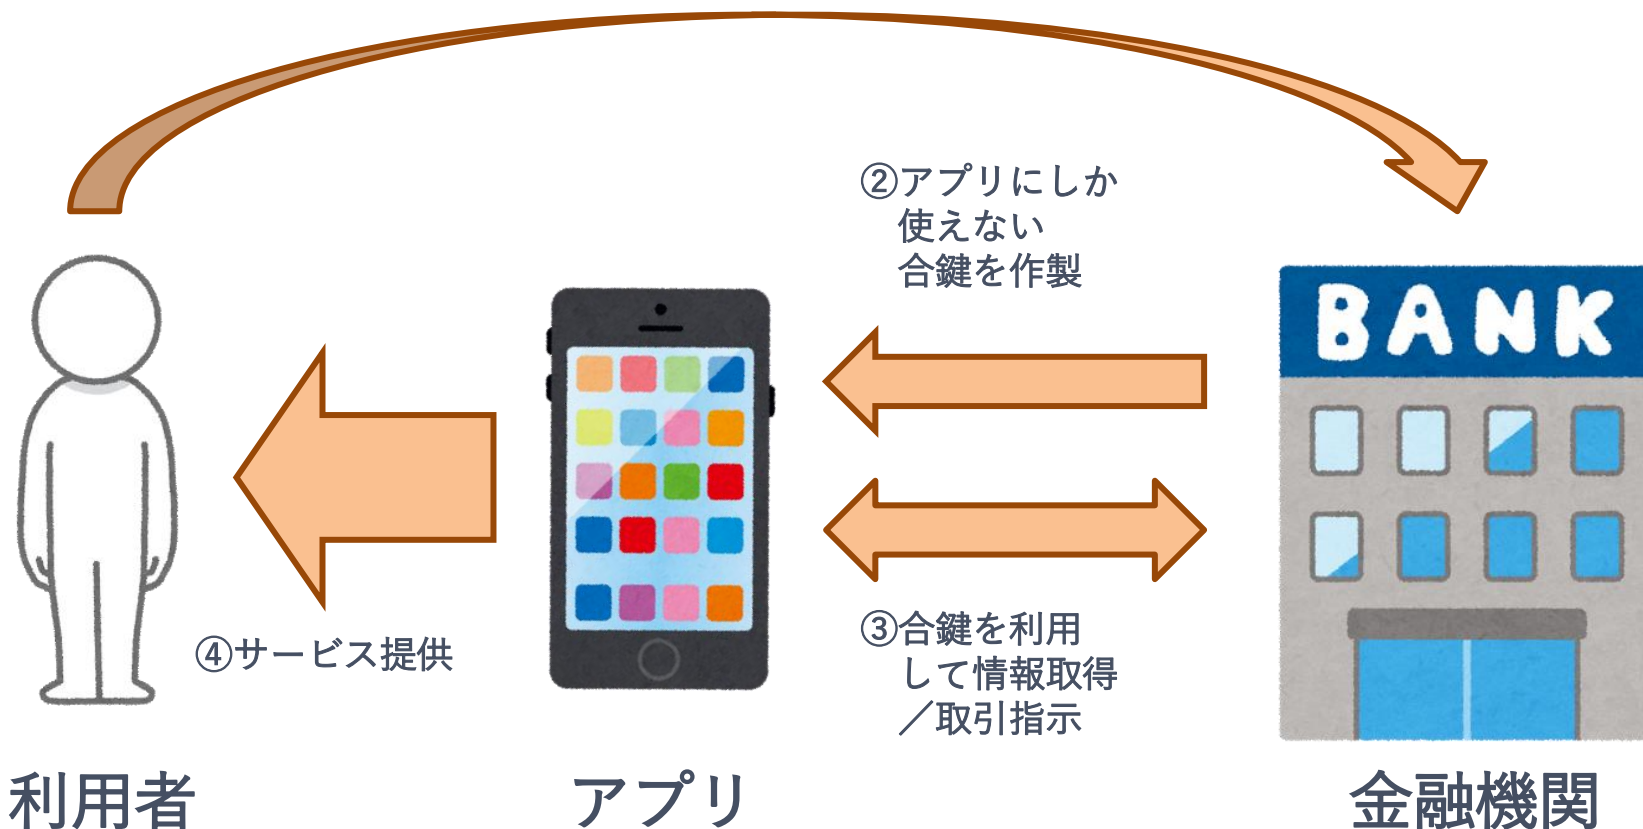 ②アプリにしか
使えない
合鍵を作製
BANK
③合鍵を利用
して情報取得
／取引指示
④サービス提供
利用者
アプリ
金融機関